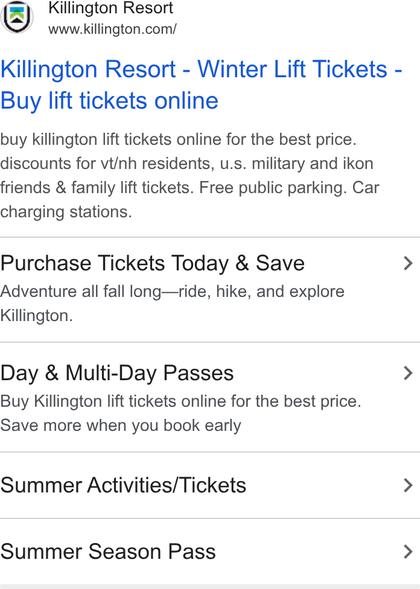 Killington Resort
www.killington.com/
Killington Resort - Winter Lift Tickets -
Buy lift tickets online
buy killington lift tickets online for the best price.
discounts for vt/nh residents, u.s. military and ikon
friends & family lift tickets. Free public parking. Car
charging stations.
Purchase Tickets Today & Save
Adventure all fall long—ride, hike, and explore
Killington.
Day & Multi-Day Passes
Buy Killington lift tickets online for the best price.
Save more when you book early
Summer Activities/Tickets
Summer Season Pass